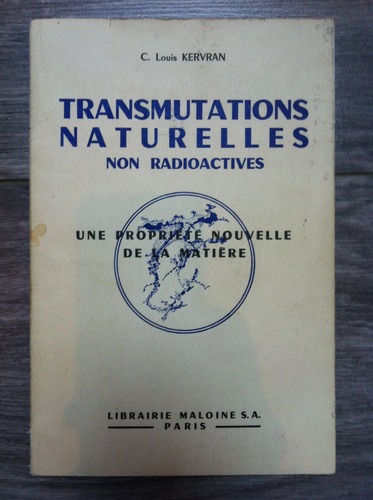 C. Louis KERVRAN
TRANSMUTATIONS
NATURELLES
NON RADIOACTIVES
UNE PROPRIÉTÉ NOUVELLE
DE LA MATIÈRE
LIBRAIRIE MALOINE S.A.
PARIS